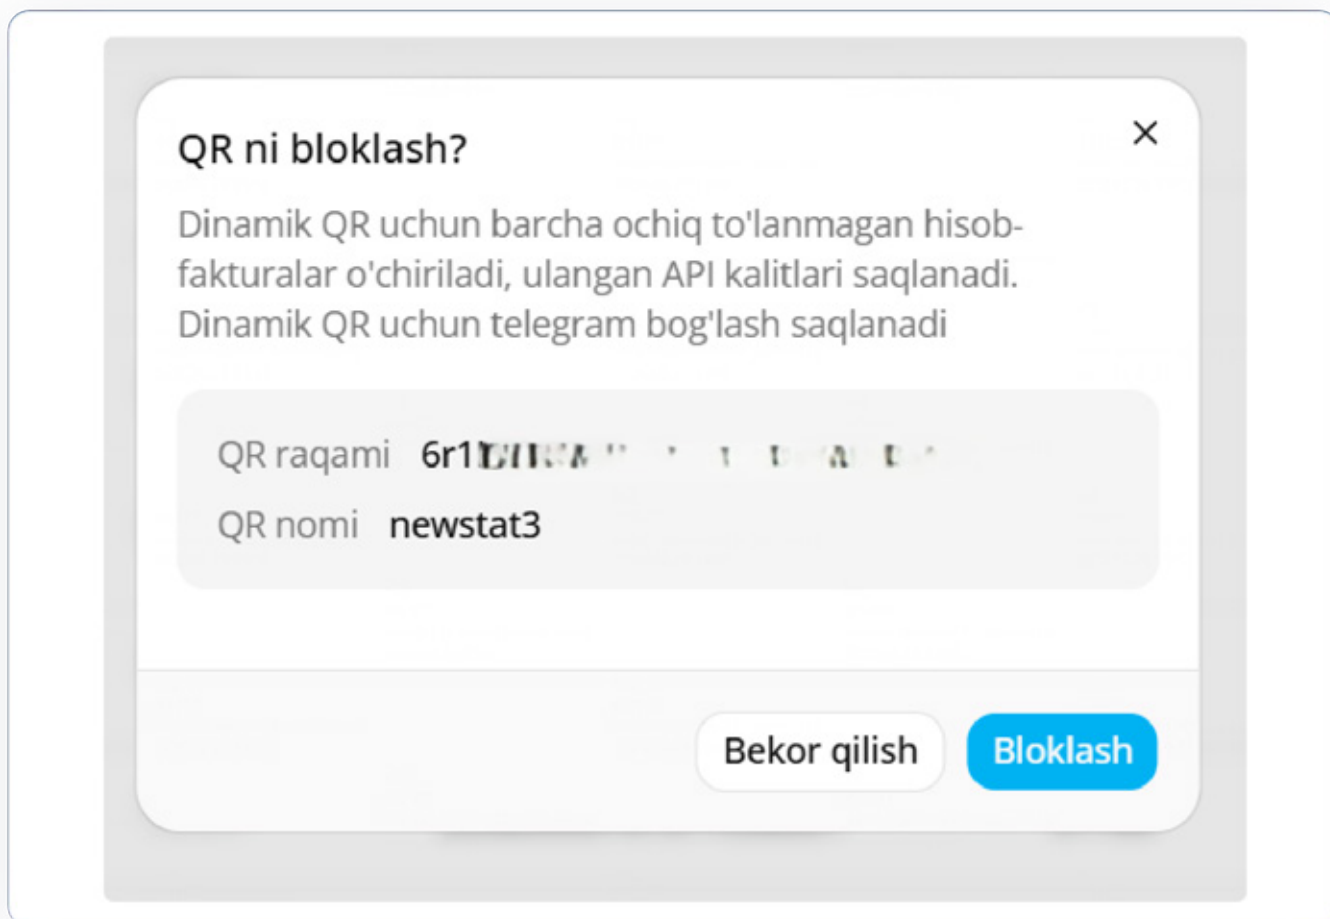 QR ni bloklash?
Dinamik QR uchun barcha ochiq to'lanmagan hisob-
fakturalar o'chiriladi, ulangan API kalitlari saqlanadi.
Dinamik QR uchun telegram bog'lash saqlanadi
QR raqami
QR nomi newstat3
Bekor qilish Bloklash